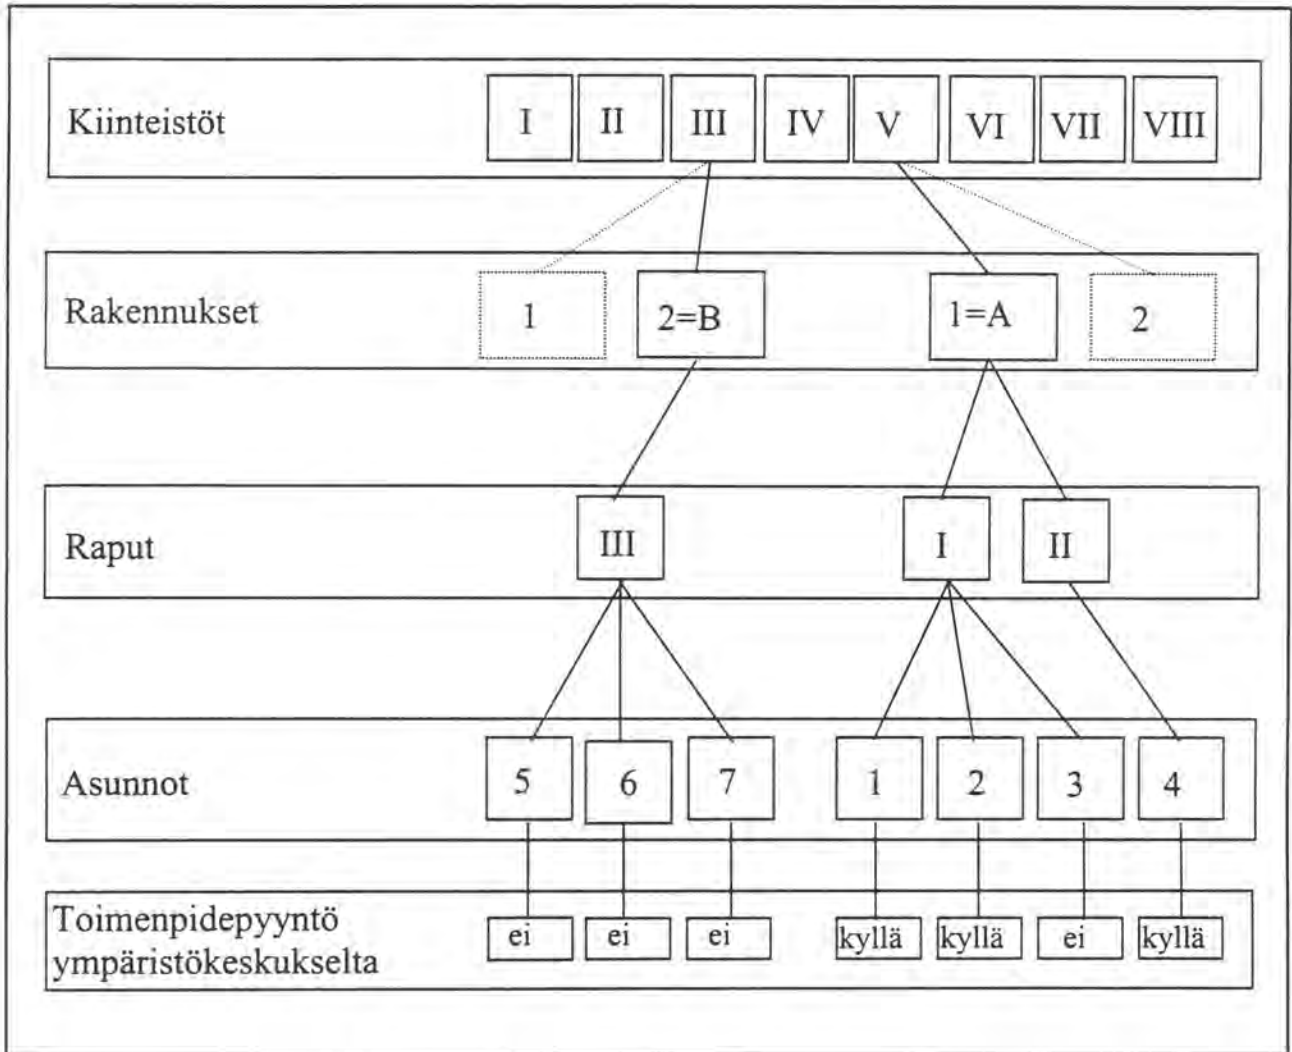 Kiinteistöt I II III IV V VI VII VIII
Rakennukset 1 2=B 1=A 2
Raput III I II
Asunnot 5 6 7 1 2 3 4
Toimenpidepyyntö
ympäristökeskukselta ei ei ei kyllä kyllä ei kyllä